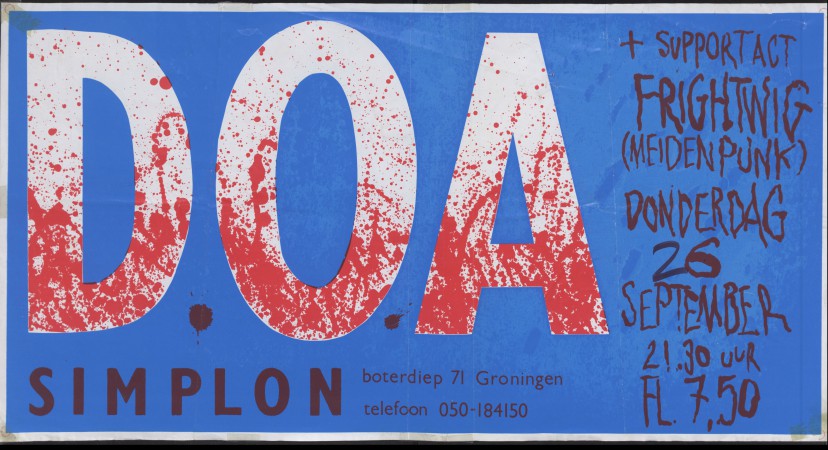 D.O.A
+ SUPPORTACT
FRIGHTWIG
(MEIDENPUNK)
DONDERDAG
26
SEPTEMBER
21.30 UUR
FL. 7,50
SIMPLON
boterdiep 71 Groningen
telefoon 050-184150